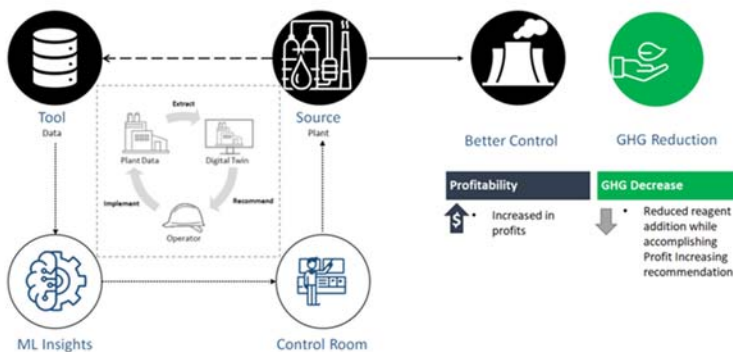 Tool
Data
Source
Plant
Extract
Plant Data
Digital Twin
Implement
Recommend
Operator
ML Insights
Control Room
Better Control
GHG Reduction
Profitability
$
• Increased in
profits
GHG Decrease
• Reduced reagent
addition while
accomplishing
Profit Increasing
recommendation